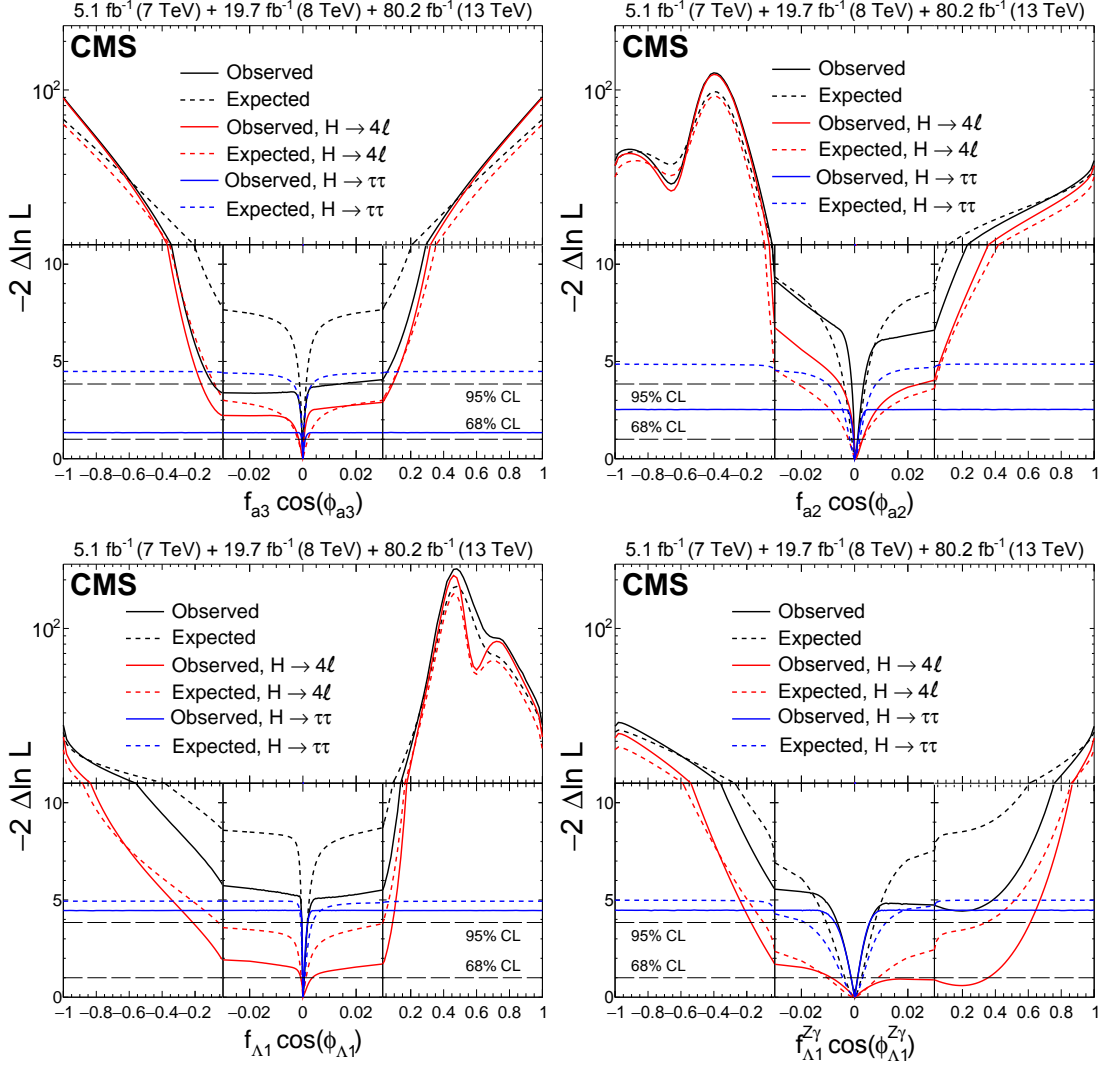 5.1 fb⁻¹ (7 TeV) + 19.7 fb⁻¹ (8 TeV) + 80.2 fb⁻¹ (13 TeV)
CMS
Observed
Expected
Observed, H → 4ℓ
Expected, H → 4ℓ
Observed, H → ττ
Expected, H → ττ
−2 Δln L
10²
10
5
0
95% CL
68% CL
−1 −0.8 −0.6 −0.4 −0.2 −0.02 0 0.02 0.2 0.4 0.6 0.8 1
f_a3 cos(ϕ_a3)
5.1 fb⁻¹ (7 TeV) + 19.7 fb⁻¹ (8 TeV) + 80.2 fb⁻¹ (13 TeV)
CMS
Observed
Expected
Observed, H → 4ℓ
Expected, H → 4ℓ
Observed, H → ττ
Expected, H → ττ
−2 Δln L
10²
10
5
0
95% CL
68% CL
−1 −0.8 −0.6 −0.4 −0.2 −0.02 0 0.02 0.2 0.4 0.6 0.8 1
f_a2 cos(ϕ_a2)
5.1 fb⁻¹ (7 TeV) + 19.7 fb⁻¹ (8 TeV) + 80.2 fb⁻¹ (13 TeV)
CMS
Observed
Expected
Observed, H → 4ℓ
Expected, H → 4ℓ
Observed, H → ττ
Expected, H → ττ
−2 Δln L
10²
10
5
0
95% CL
68% CL
−1 −0.8 −0.6 −0.4 −0.2 −0.02 0 0.02 0.2 0.4 0.6 0.8 1
f_Λ1 cos(ϕ_Λ1)
5.1 fb⁻¹ (7 TeV) + 19.7 fb⁻¹ (8 TeV) + 80.2 fb⁻¹ (13 TeV)
CMS
Observed
Expected
Observed, H → 4ℓ
Expected, H → 4ℓ
Observed, H → ττ
Expected, H → ττ
−2 Δln L
10²
10
5
0
95% CL
68% CL
−1 −0.8 −0.6 −0.4 −0.2 −0.02 0 0.02 0.2 0.4 0.6 0.8 1
f_Λ1^Zγ cos(ϕ_Λ1^Zγ)